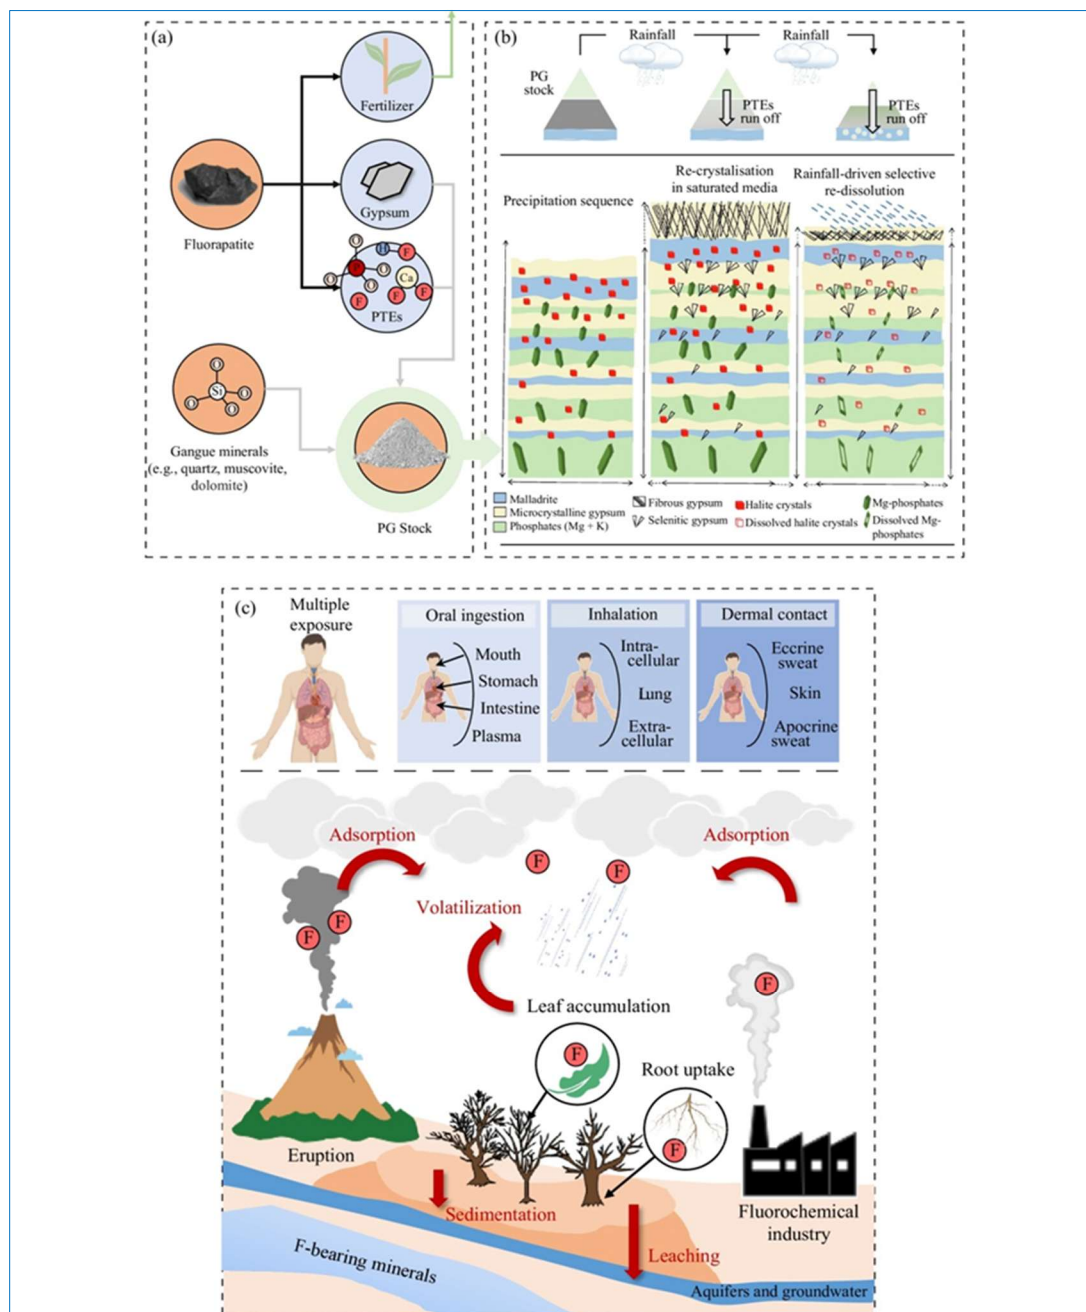 (a)
Fertilizer
Gypsum
Fluorapatite
O
H
F
P
O
O
O
Ca
F
F
F
PTEs
O
Si
O
O
O
Gangue minerals
(e.g., quartz, muscovite,
dolomite)
PG Stock
(b)
Rainfall
Rainfall
PG
stock
PTEs
run off
PTEs
run off
Precipitation sequence
Re-crystalisation
in saturated media
Rainfall-driven selective
re-dissolution
Malladrite
Microcrystalline gypsum
Phosphates (Mg + K)
Fibrous gypsum
Selenitic gypsum
Halite crystals
Dissolved halite crystals
Mg-phosphates
Dissolved Mg-
phosphates
(c)
Multiple
exposure
Oral ingestion
Mouth
Stomach
Intestine
Plasma
Inhalation
Intra-
cellular
Lung
Extra-
cellular
Dermal contact
Eccrine
sweat
Skin
Apocrine
sweat
Adsorption
Adsorption
F
F
Volatilization
F
F
F
Leaf accumulation
F
Root uptake
F
Eruption
Sedimentation
Fluorochemical
industry
Leaching
F-bearing minerals
Aquifers and groundwater